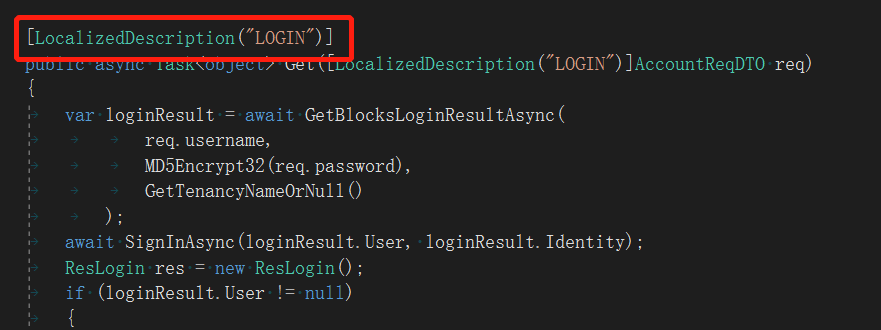 [LocalizedDescription("LOGIN")]
public async Task<object> Get([LocalizedDescription("LOGIN")]AccountReqDTO req)
{
var loginResult = await GetBlocksLoginResultAsync(
req.username,
MD5Encrypt32(req.password),
GetTenancyNameOrNull()
);
await SignInAsync(loginResult.User, loginResult.Identity);
ResLogin res = new ResLogin();
if (loginResult.User != null)
{